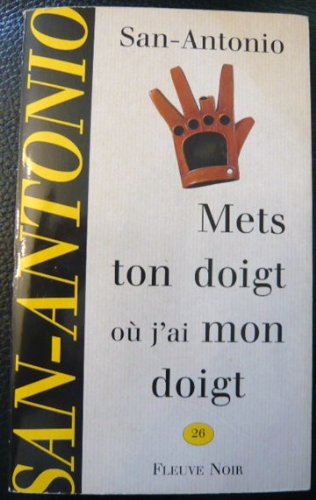 SAN-ANTONIO
San-Antonio
Mets
ton doigt
où j'ai mon
doigt
26
FLEUVE NOIR